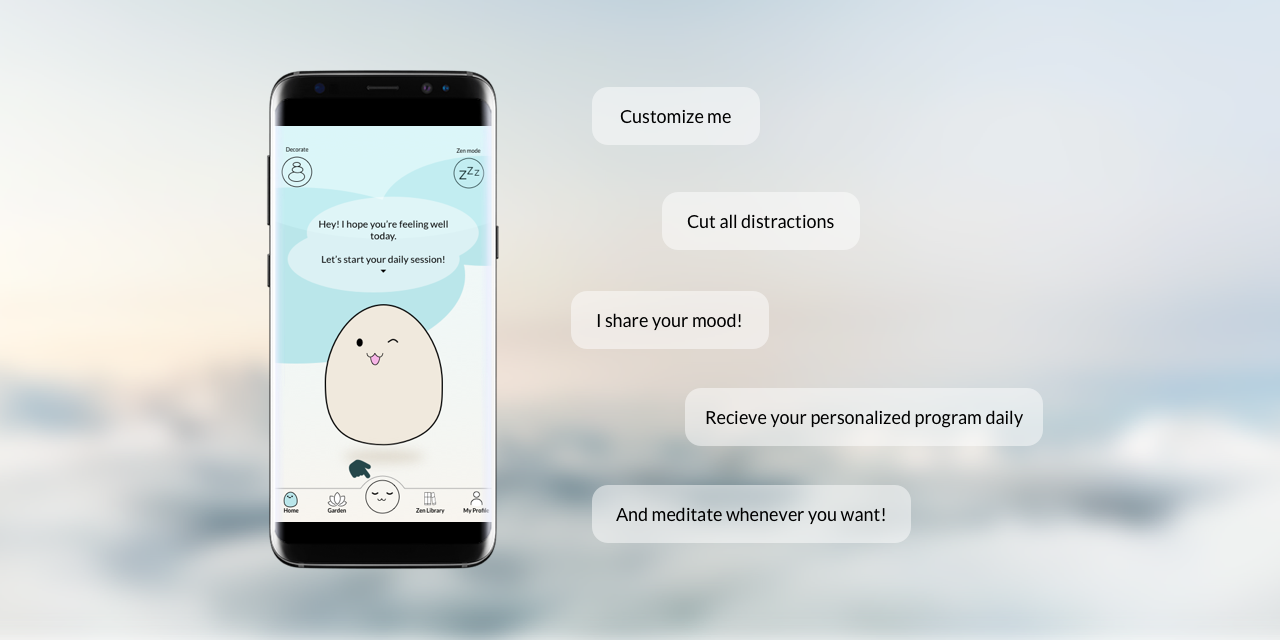 Decorate
Zen mode
zzz
Hey! I hope you're feeling well
today.
Let's start your daily session!
Home
Garden
Zen Library
My Profile
Customize me
Cut all distractions
I share your mood!
Recieve your personalized program daily
And meditate whenever you want!